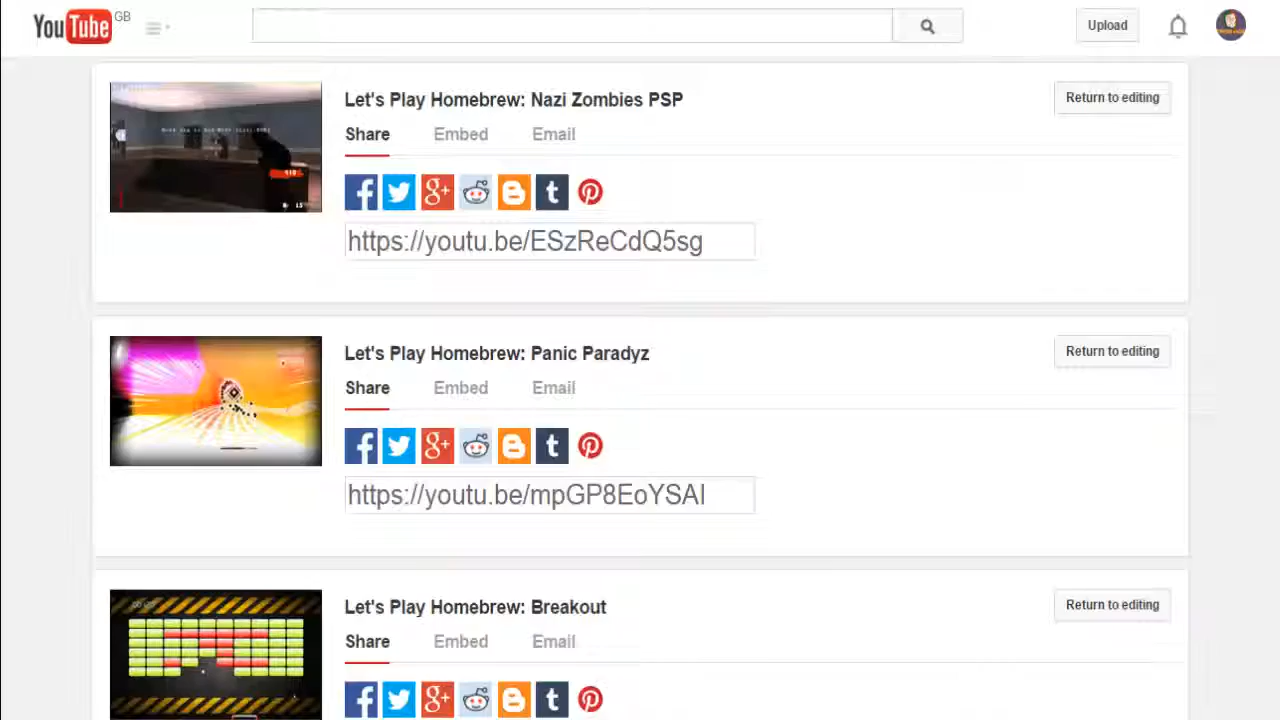 YouTube GB
Upload
Let's Play Homebrew: Nazi Zombies PSP
Return to editing
Share Embed Email
https://youtu.be/ESzReCdQ5sg
Let's Play Homebrew: Panic Paradyz
Return to editing
Share Embed Email
https://youtu.be/mpGP8EoYSAI
Let's Play Homebrew: Breakout
Return to editing
Share Embed Email